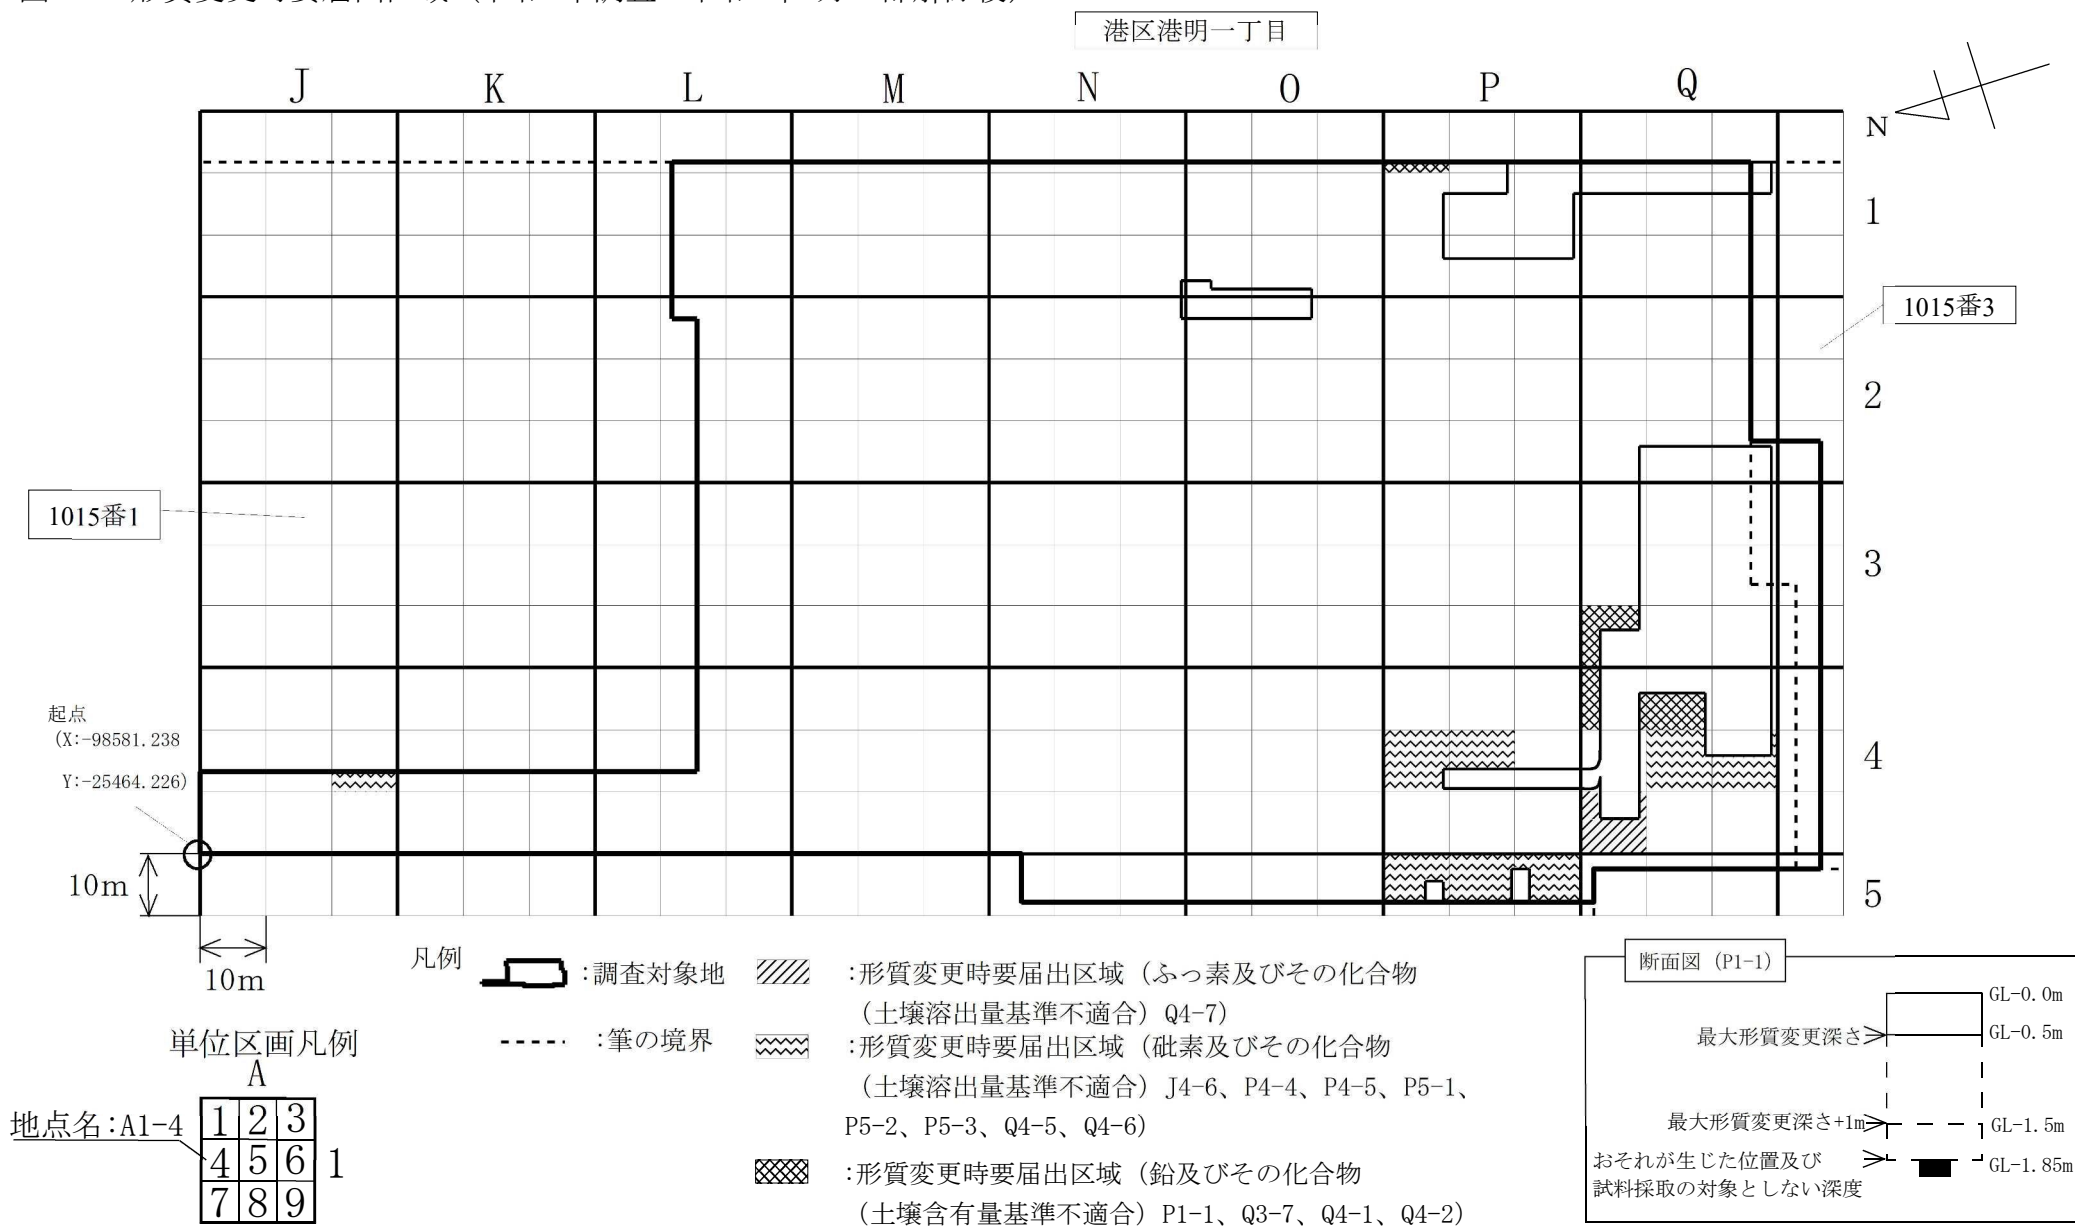 港区港明一丁目
J K L M N O P Q
N
1
1015番3
2
1015番1
3
起点
(X:-98581.238
Y:-25464.226)
4
10m
5
10m
凡例
:調査対象地
:筆の境界
:形質変更時要届出区域（ふっ素及びその化合物
（土壌溶出量基準不適合）Q4-7）
:形質変更時要届出区域（砒素及びその化合物
（土壌溶出量基準不適合）J4-6、P4-4、P4-5、P5-1、
P5-2、P5-3、Q4-5、Q4-6）
:形質変更時要届出区域（鉛及びその化合物
（土壌含有量基準不適合）P1-1、Q3-7、Q4-1、Q4-2）
単位区画凡例
A
地点名:A1-4
1 2 3
4 5 6 1
7 8 9
断面図（P1-1）
GL-0.0m
最大形質変更深さ GL-0.5m
最大形質変更深さ+1m GL-1.5m
おそれが生じた位置及び GL-1.85m
試料採取の対象としない深度